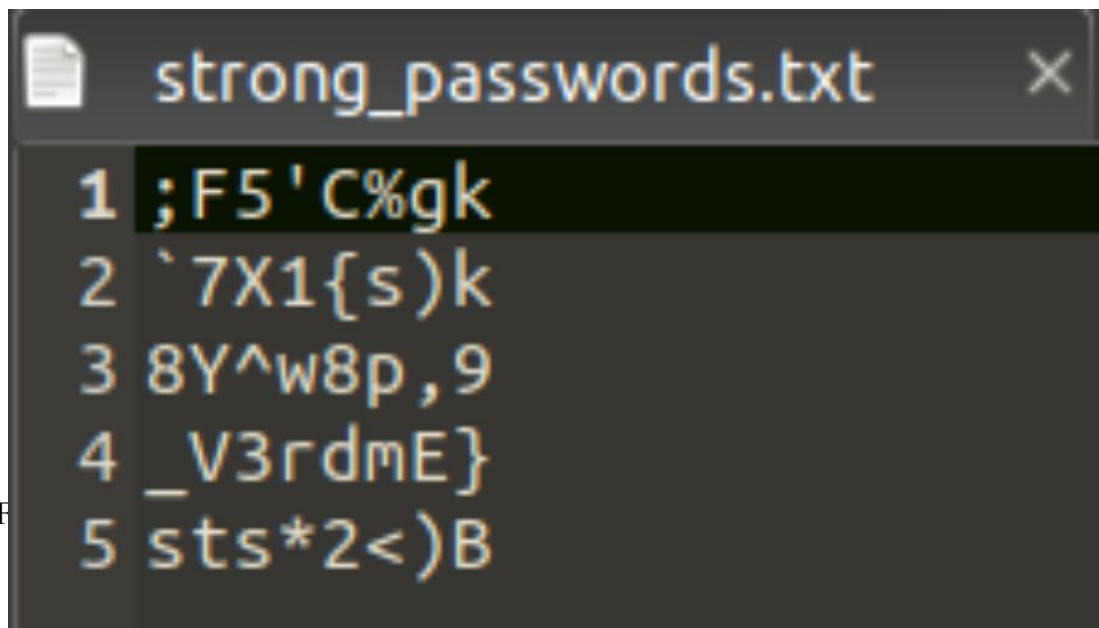 strong_passwords.txt
1 ;F5'C%gk
2 `7X1{s)k
3 8Y^w8p,9
4 _V3rdmE}
5 sts*2<)B
F